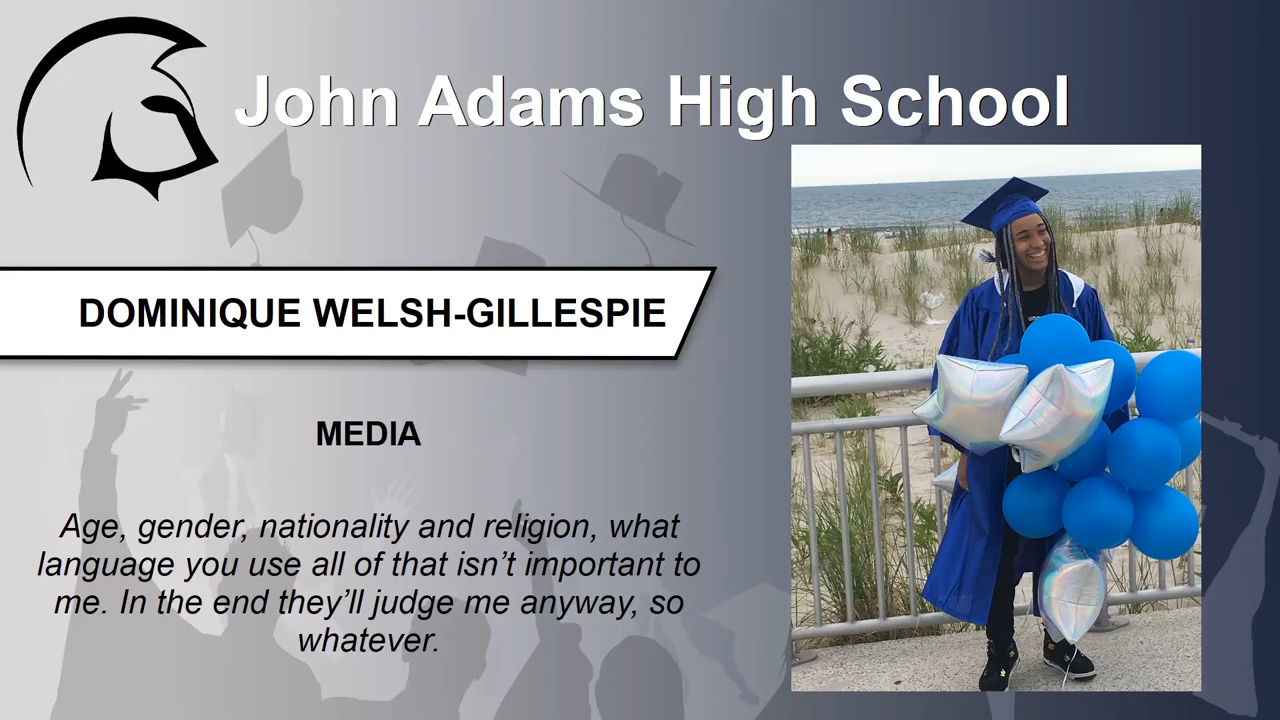 John Adams High School
DOMINIQUE WELSH-GILLESPIE
MEDIA
Age, gender, nationality and religion, what
language you use all of that isn’t important to
me. In the end they’ll judge me anyway, so
whatever.